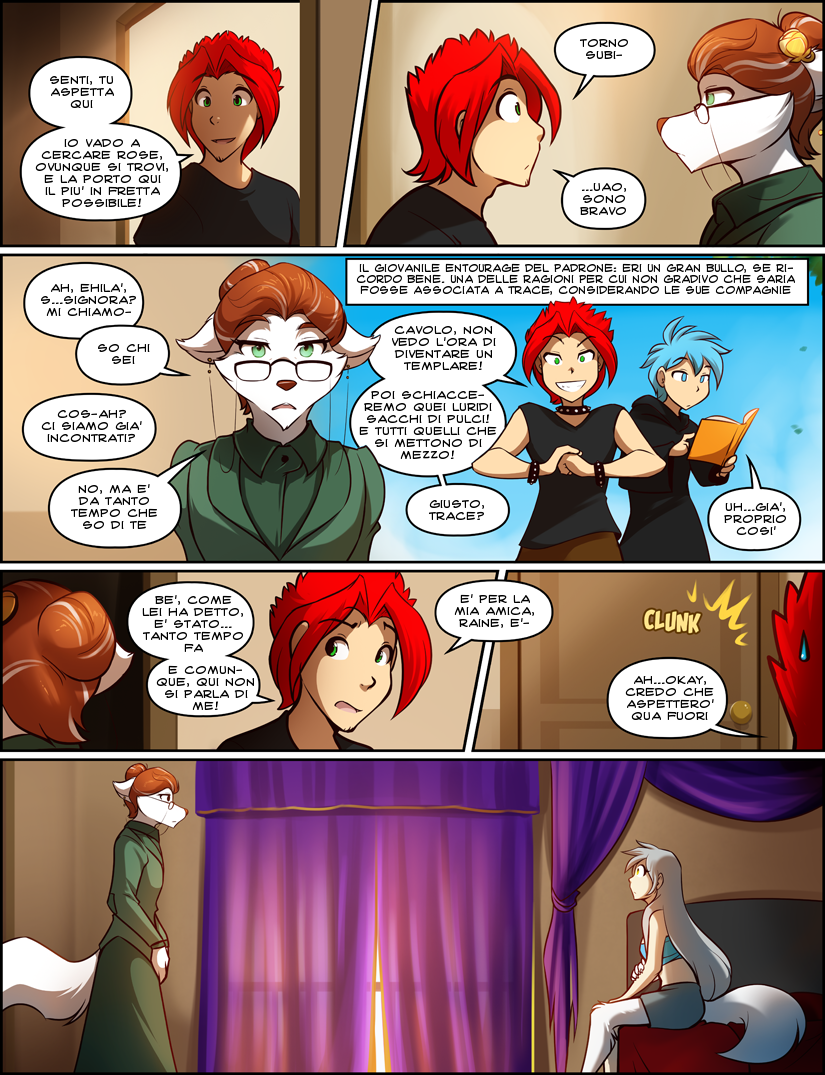 SENTI, TU
ASPETTA
QUI
IO VADO A
CERCARE ROSE,
OVUNQUE SI TROVI,
E LA PORTO QUI
IL PIU' IN FRETTA
POSSIBILE!
TORNO
SUBI-
...UAO,
SONO
BRAVO
AH, EHILA',
S...SIGNORA?
MI CHIAMO-
SO CHI
SEI
COS-AH?
CI SIAMO GIA'
INCONTRATI?
NO, MA E'
DA TANTO
TEMPO CHE
SO DI TE
IL GIOVANILE ENTOURAGE DEL PADRONE: ERI UN GRAN BULLO, SE RI-
CORDO BENE. UNA DELLE RAGIONI PER CUI NON GRADIVO CHE SARIA
FOSSE ASSOCIATA A TRACE, CONSIDERANDO LE SUE COMPAGNIE
CAVOLO, NON
VEDO L'ORA DI
DIVENTARE UN
TEMPLARE!
POI SCHIACCE-
REMO QUEI LURIDI
SACCHI DI PULCI!
E TUTTI QUELLI CHE
SI METTONO DI
MEZZO!
GIUSTO,
TRACE?
UH...GIA',
PROPRIO
COSI'
BE', COME
LEI HA DETTO,
E' STATO...
TANTO TEMPO
FA
E COMUN-
QUE, QUI NON
SI PARLA DI
ME!
E' PER LA
MIA AMICA,
RAINE, E'-
CLUNK
AH...OKAY,
CREDO CHE
ASPETTERO'
QUA FUORI